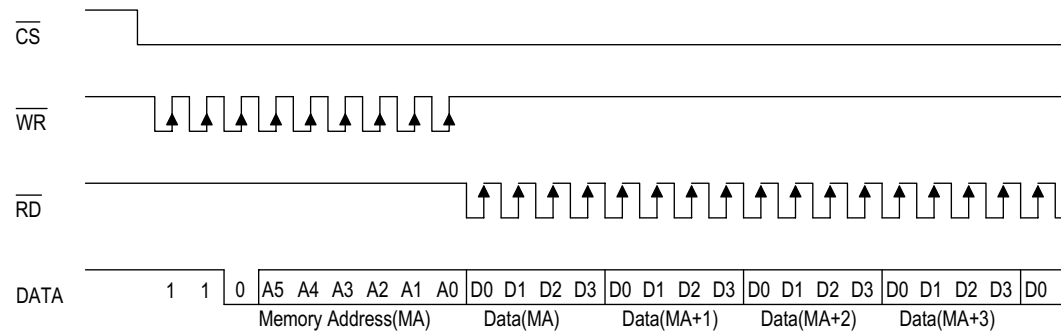 CS
WR
RD
DATA 1 1 0 A5 A4 A3 A2 A1 A0 D0 D1 D2 D3 D0 D1 D2 D3 D0 D1 D2 D3 D0 D1 D2 D3 D0
Memory Address(MA) Data(MA) Data(MA+1) Data(MA+2) Data(MA+3)